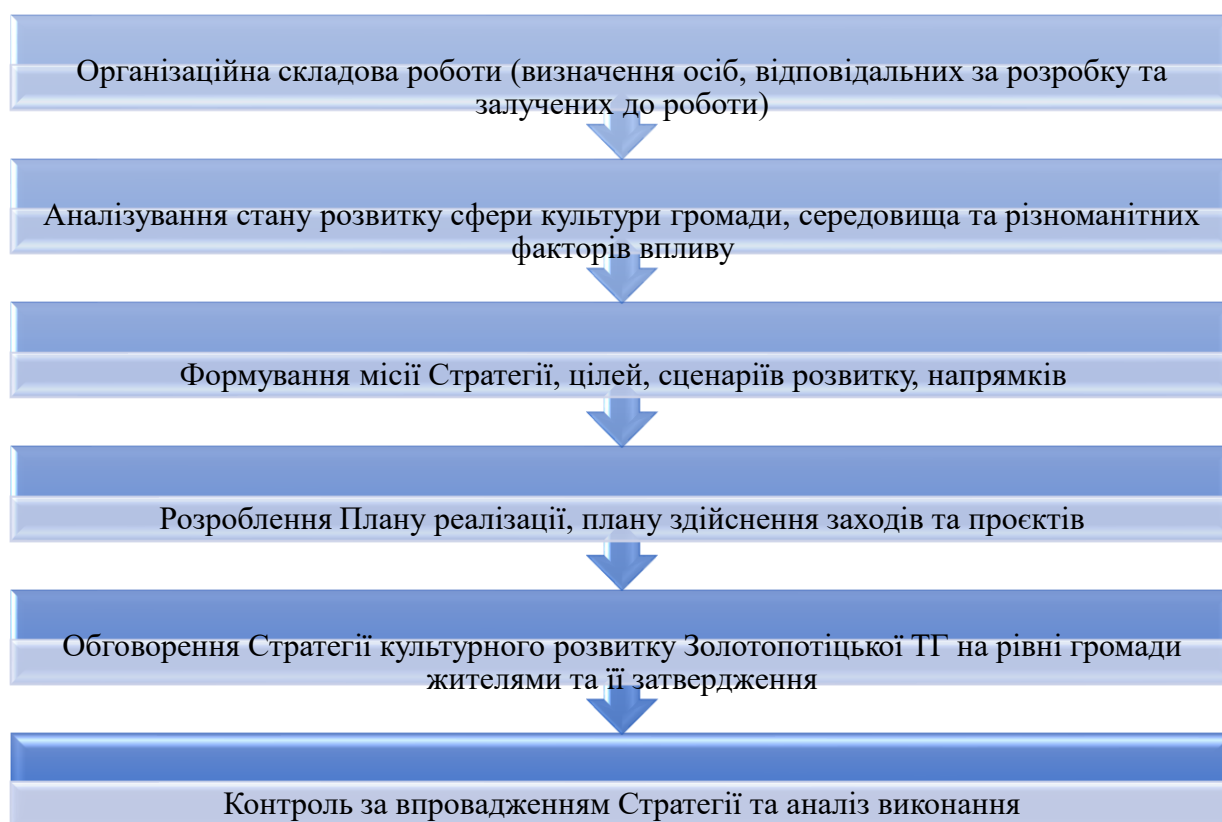 Організаційна складова роботи (визначення осіб, відповідальних за розробку та
залучених до роботи)
Аналізування стану розвитку сфери культури громади, середовища та різноманітних
факторів впливу
Формування місії Стратегії, цілей, сценаріїв розвитку, напрямків
Розроблення Плану реалізації, плану здійснення заходів та проєктів
Обговорення Стратегії культурного розвитку Золотопотіцької ТГ на рівні громади
жителями та її затвердження
Контроль за впровадженням Стратегії та аналіз виконання